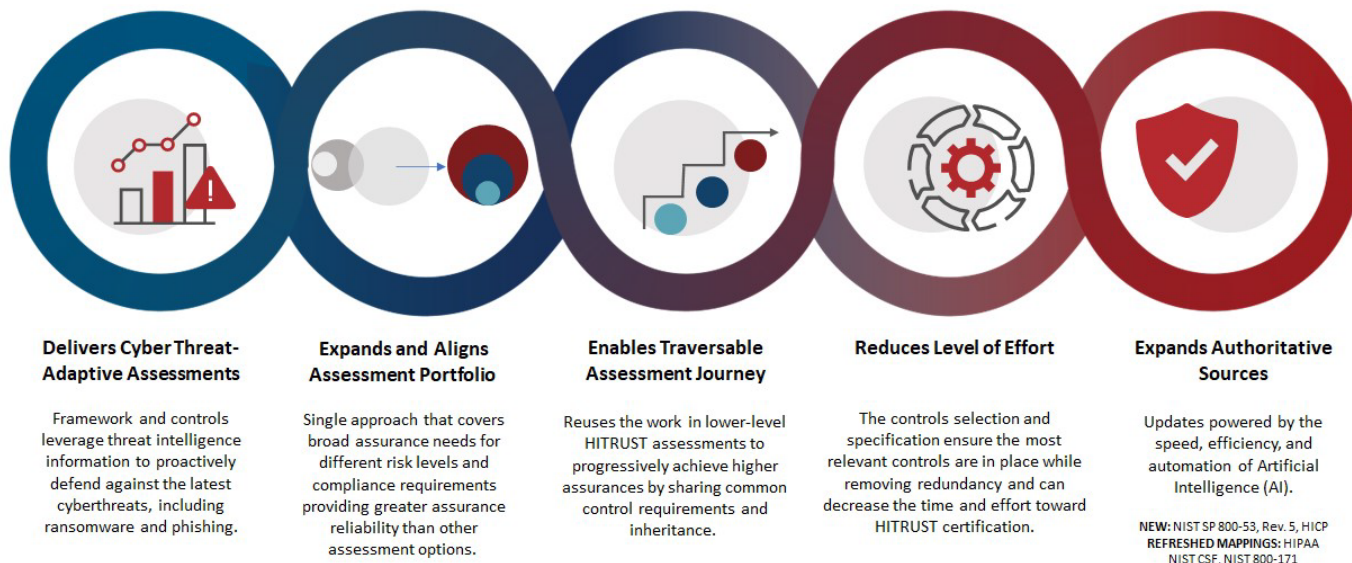 Delivers Cyber Threat-
Adaptive Assessments
Framework and controls
leverage threat intelligence
information to proactively
defend against the latest
cyberthreats, including
ransomware and phishing.
Expands and Aligns
Assessment Portfolio
Single approach that covers
broad assurance needs for
different risk levels and
compliance requirements
providing greater assurance
reliability than other
assessment options.
Enables Traversable
Assessment Journey
Reuses the work in lower-level
HITRUST assessments to
progressively achieve higher
assurances by sharing common
control requirements and
inheritance.
Reduces Level of Effort
The controls selection and
specification ensure the most
relevant controls are in place while
removing redundancy and can
decrease the time and effort toward
HITRUST certification.
Expands Authoritative
Sources
Updates powered by the
speed, efficiency, and
automation of Artificial
Intelligence (AI).
NEW: NIST SP 800-53, Rev. 5, HICP
REFRESHED MAPPINGS: HIPAA
NIST CSF, NIST 800-171